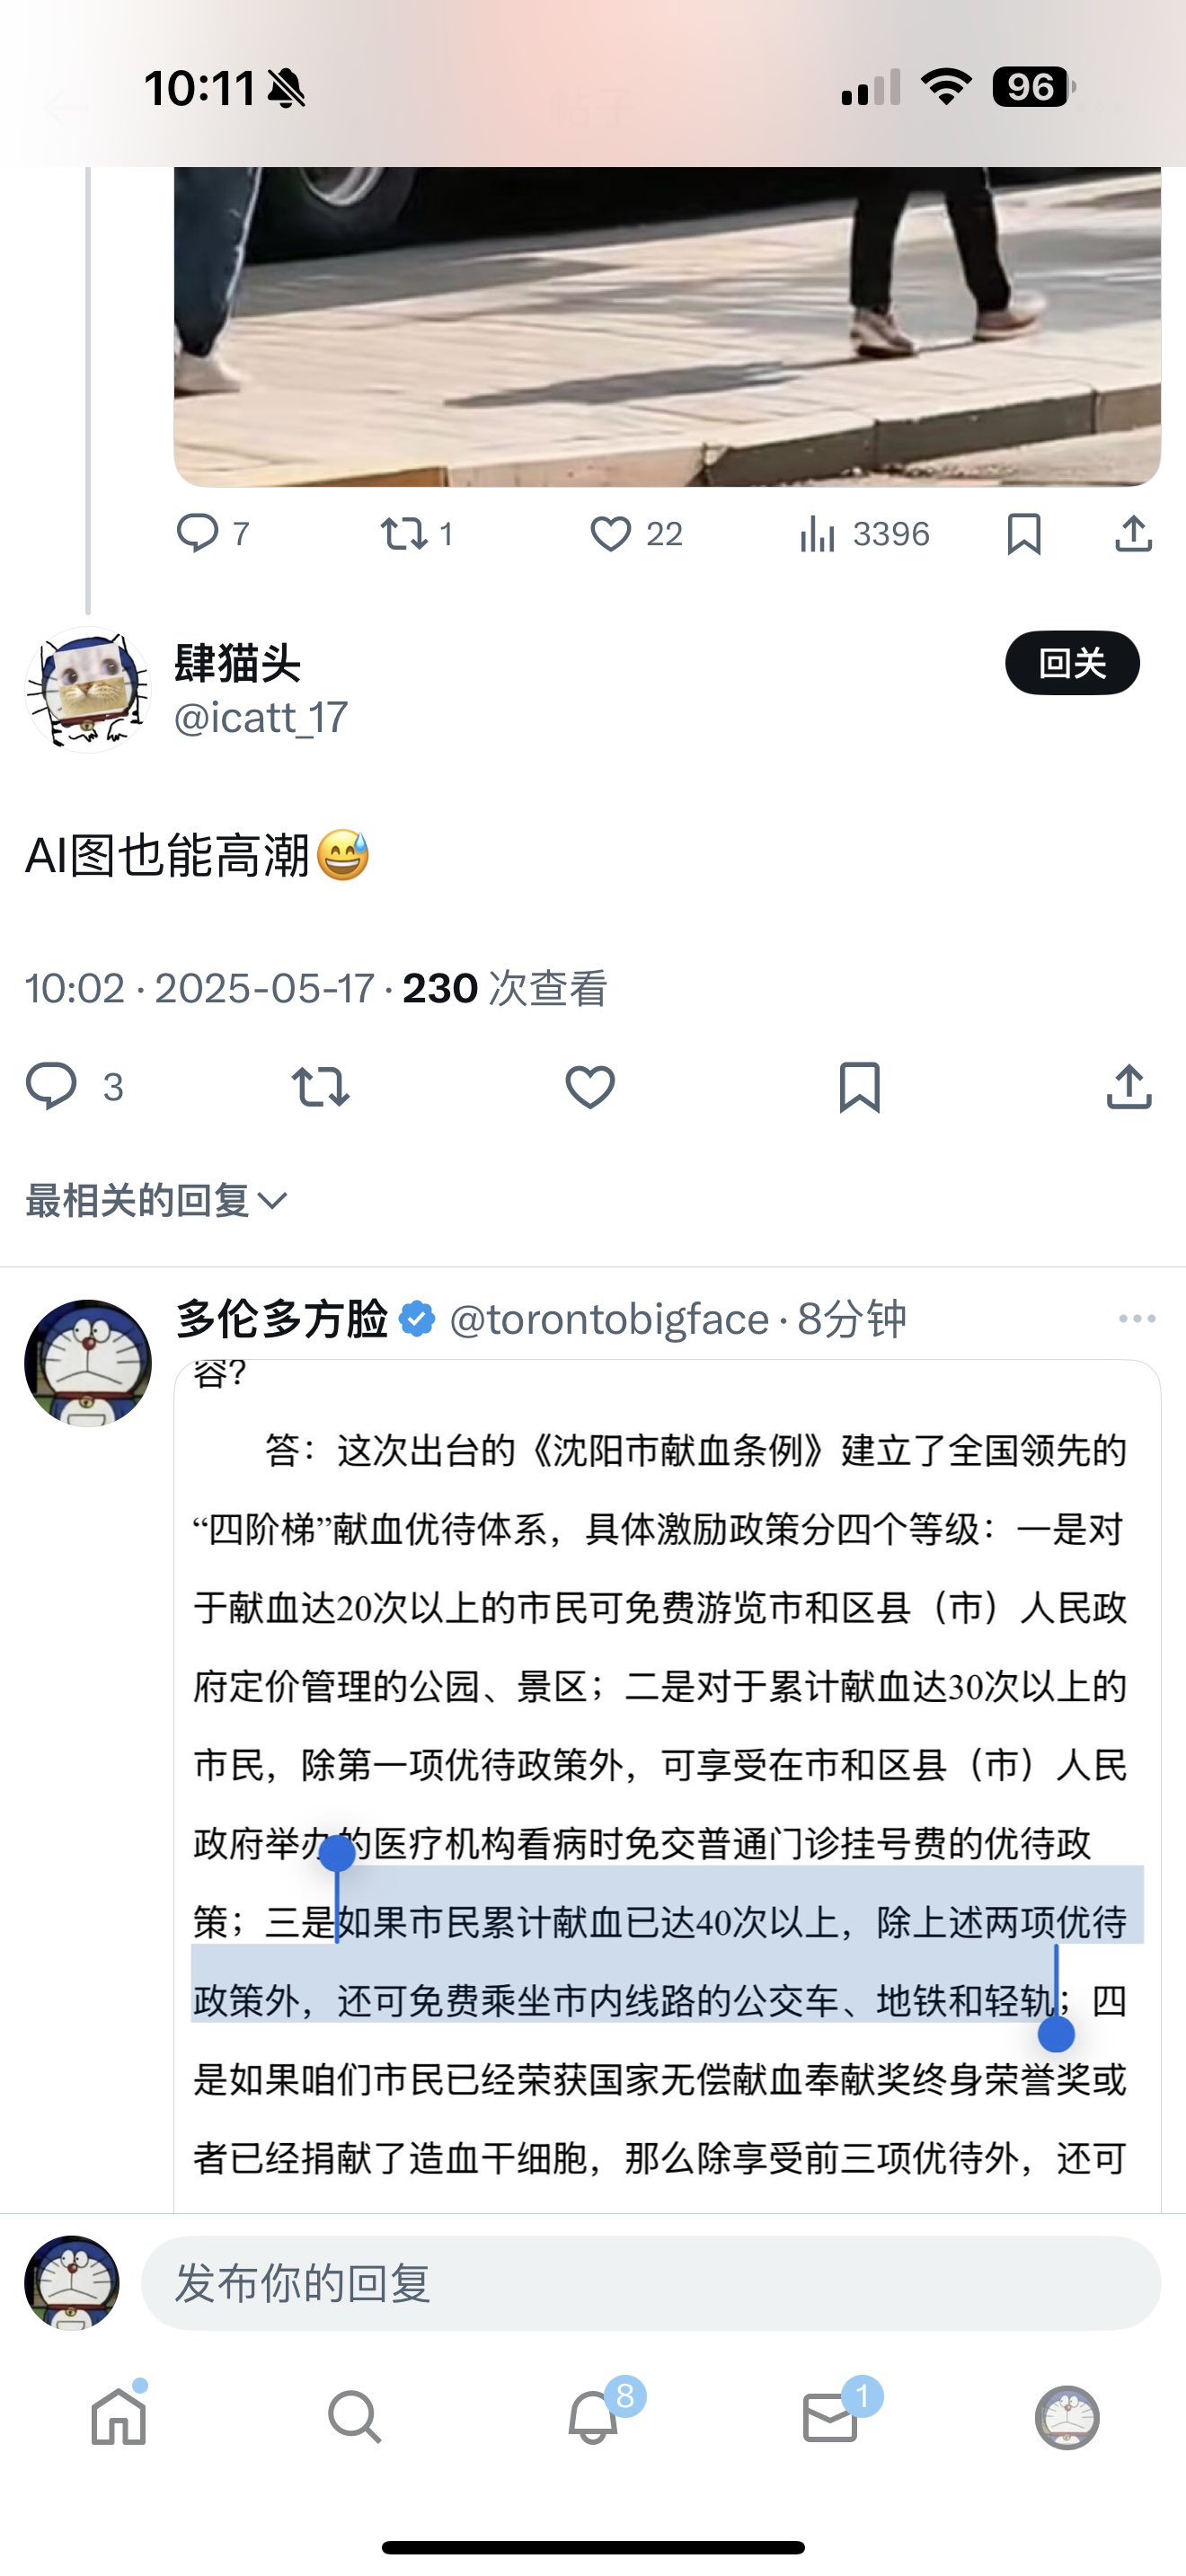 10:11
96
7
1
22
3396
肆猫头
回关
@icatt_17
AI图也能高潮😅
10:02 · 2025-05-17 · 230 次查看
3
最相关的回复
多伦多方脸 @torontobigface · 8分钟
容?
答：这次出台的《沈阳市献血条例》建立了全国领先的
“四阶梯”献血优待体系，具体激励政策分四个等级：一是对
于献血达20次以上的市民可免费游览市和区县（市）人民政
府定价管理的公园、景区；二是对于累计献血达30次以上的
市民，除第一项优待政策外，可享受在市和区县（市）人民
政府举办的医疗机构看病时免交普通门诊挂号费的优待政
策；三是如果市民累计献血已达40次以上，除上述两项优待
政策外，还可免费乘坐市内线路的公交车、地铁和轻轨；四
是如果咱们市民已经荣获国家无偿献血奉献奖终身荣誉奖或
者已经捐献了造血干细胞，那么除享受前三项优待外，还可
发布你的回复
8
1